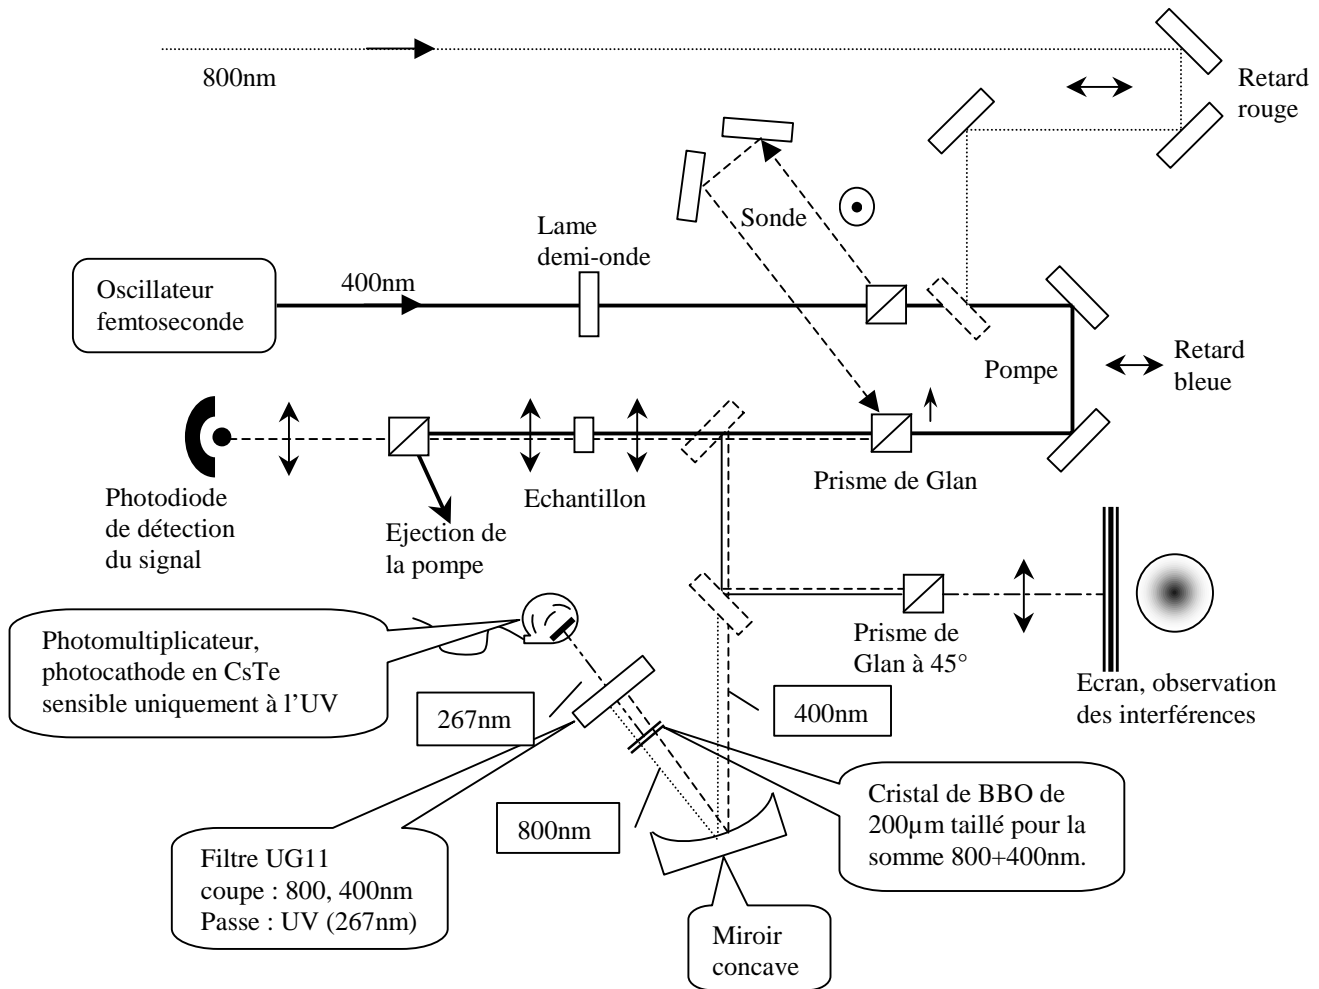 800nm
Retard
rouge
Sonde
Lame
demi-onde
400nm
Oscillateur
femtoseconde
Pompe
Retard
bleue
Prisme de Glan
Echantillon
Photodiode
de détection
du signal
Ejection de
la pompe
Photomultiplicateur,
photocathode en CsTe
sensible uniquement à l'UV
Prisme de
Glan à 45°
Ecran, observation
des interférences
267nm
400nm
800nm
Cristal de BBO de
200µm taillé pour la
somme 800+400nm.
Filtre UG11
coupe : 800, 400nm
Passe : UV (267nm)
Miroir
concave